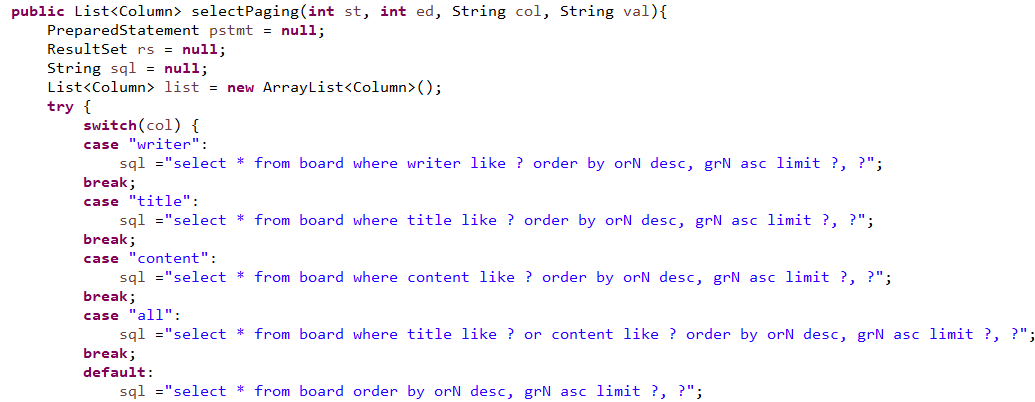 public List<Column> selectPaging(int st, int ed, String col, String val){
    PreparedStatement pstmt = null;
    ResultSet rs = null;
    String sql = null;
    List<Column> list = new ArrayList<Column>();
    try {
        switch(col) {
        case "writer":
            sql ="select * from board where writer like ? order by orN desc, grN asc limit ?, ?";
        break;
        case "title":
            sql ="select * from board where title like ? order by orN desc, grN asc limit ?, ?";
        break;
        case "content":
            sql ="select * from board where content like ? order by orN desc, grN asc limit ?, ?";
        break;
        case "all":
            sql ="select * from board where title like ? or content like ? order by orN desc, grN asc limit ?, ?";
        break;
        default:
            sql ="select * from board order by orN desc, grN asc limit ?, ?";